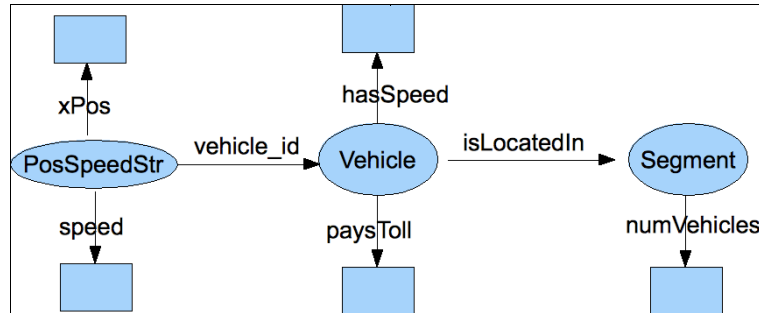 xPos
hasSpeed
PosSpeedStr
vehicle_id
Vehicle
isLocatedIn
Segment
speed
paysToll
numVehicles